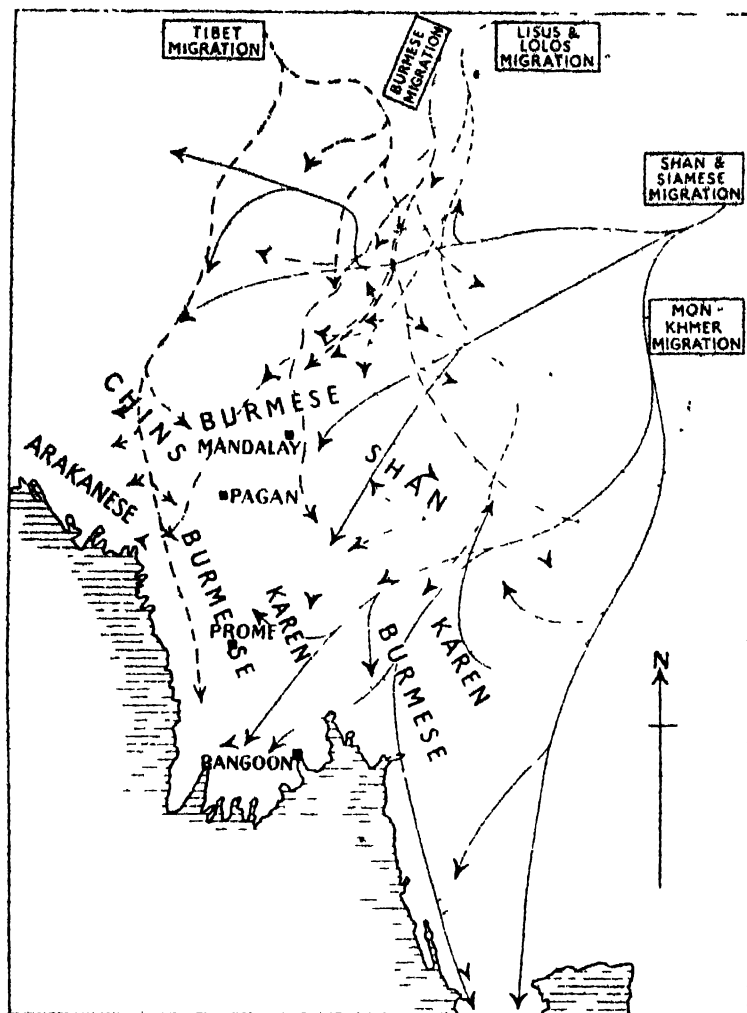 TIBET
MIGRATION
BURMESE
MIGRATION
LISUS &
LOLOS
MIGRATION
SHAN &
SIAMESE
MIGRATION
MON-
KHMER
MIGRATION
CHINS
BURMESE
MANDALAY
SHAN
ARAKANESE
PAGAN
BURMESE
KAREN
PROME
KAREN
BURMESE
RANGOON
N